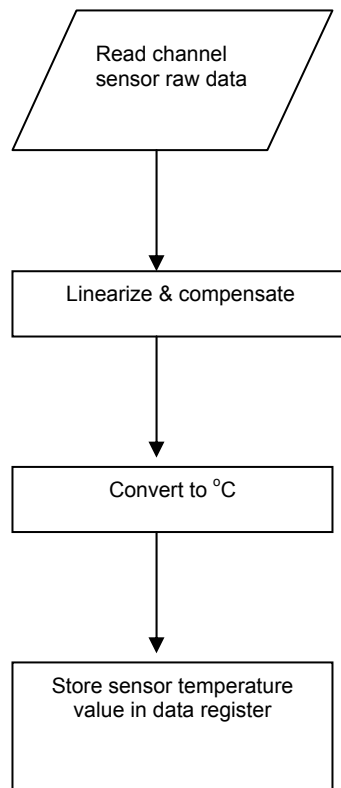 Read channel
sensor raw data
Linearize & compensate
Convert to °C
Store sensor temperature
value in data register